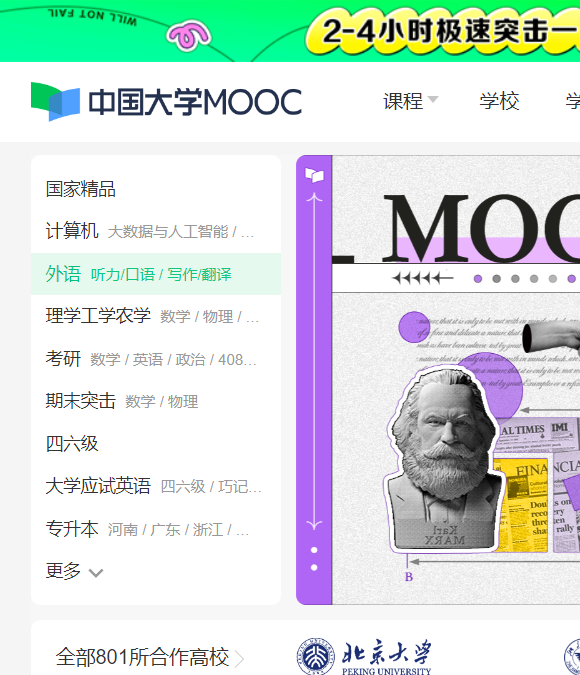 WILL NOT FAIL
2-4小时极速突击一
中国大学MOOC
课程
学校
国家精品
计算机 大数据与人工智能 / ...
外语 听力/口语 / 写作/翻译
理学工学农学 数学 / 物理 / ...
考研 数学 / 英语 / 政治 / 408...
期末突击 数学 / 物理
四六级
大学应试英语 四六级 / 巧记...
专升本 河南 / 广东 / 浙江 / ...
更多
MOO
AL TIMES IMI
FINANCIA
Doub
recov
thre
shar
Karl
MARX
B
全部801所合作高校
北京大学
PEKING UNIVERSITY